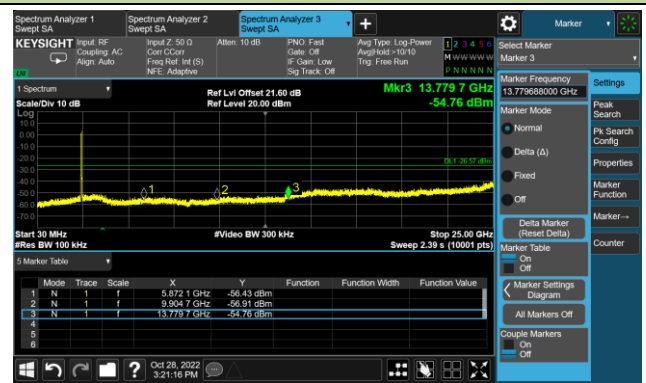 Spectrum Analyzer 1
Swept SA
Spectrum Analyzer 2
Swept SA
Spectrum Analyzer 3
Swept SA
Marker
KEYSIGHT
Input: RF
Coupling: AC
Align: Auto
Input Z: 50 Ω
Corr CCorr
Freq Ref: Int (S)
NFE: Adaptive
Atten: 10 dB
PNO: Fast
Gate: Off
IF Gain: Low
Sig Track: Off
Avg Type: Log-Power
Avg|Hold:>10/10
Trig: Free Run
1 2 3 4 5 6
M W W W W W
P N N N N N
LXI
1 Spectrum
Scale/Div 10 dB
Log
Ref Lvl Offset 21.60 dB
Ref Level 20.00 dBm
Mkr3 13.779 7 GHz
-54.76 dBm
10.0
0.00
-10.0
-20.0
-30.0
-40.0
-50.0
-60.0
-70.0
DL1 -26.57 dBm
1
2
3
Start 30 MHz
#Res BW 100 kHz
#Video BW 300 kHz
Stop 25.00 GHz
Sweep 2.39 s (10001 pts)
5 Marker Table
Mode Trace Scale X Y Function Function Width Function Value
1 N 1 f 5.872 1 GHz -56.43 dBm
2 N 1 f 9.904 7 GHz -56.91 dBm
3 N 1 f 13.779 7 GHz -54.76 dBm
4
5
6
Oct 28, 2022
3:21:16 PM
Select Marker
Marker 3
Marker Frequency
13.779688000 GHz
Marker Mode
Normal
Delta (Δ)
Fixed
Off
Delta Marker
(Reset Delta)
Marker Table
On
Off
Marker Settings
Diagram
All Markers Off
Couple Markers
On
Off
Settings
Peak
Search
Pk Search
Config
Properties
Marker
Function
Marker→
Counter